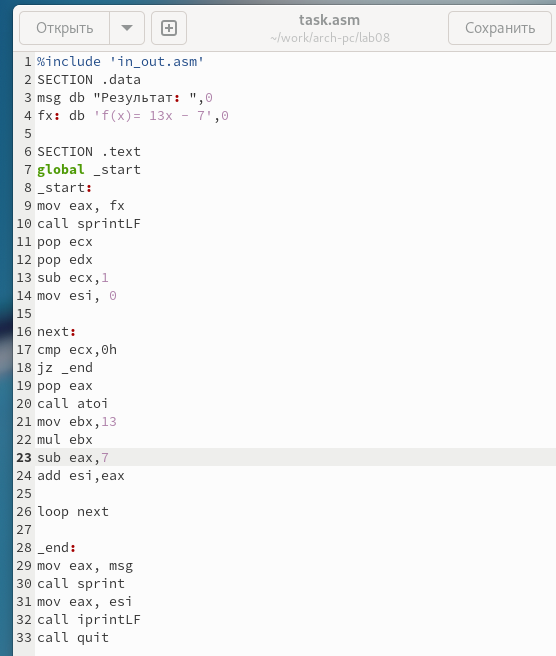 Открыть
task.asm
~/work/arch-pc/lab08
Сохранить
1 %include 'in_out.asm'
2 SECTION .data
3 msg db "Результат: ",0
4 fx: db 'f(x)= 13x - 7',0
5
6 SECTION .text
7 global _start
8 _start:
9 mov eax, fx
10 call sprintLF
11 pop ecx
12 pop edx
13 sub ecx,1
14 mov esi, 0
15
16 next:
17 cmp ecx,0h
18 jz _end
19 pop eax
20 call atoi
21 mov ebx,13
22 mul ebx
23 sub eax,7
24 add esi,eax
25
26 loop next
27
28 _end:
29 mov eax, msg
30 call sprint
31 mov eax, esi
32 call iprintLF
33 call quit